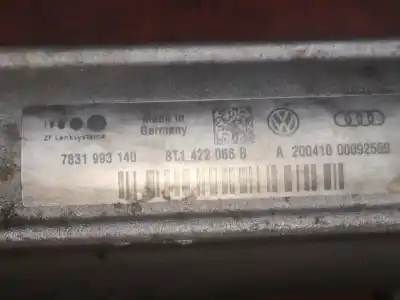 ZF Lenksysteme
Made in
Germany
7831 993 140 8T1 422 066 B A 200410 00092569